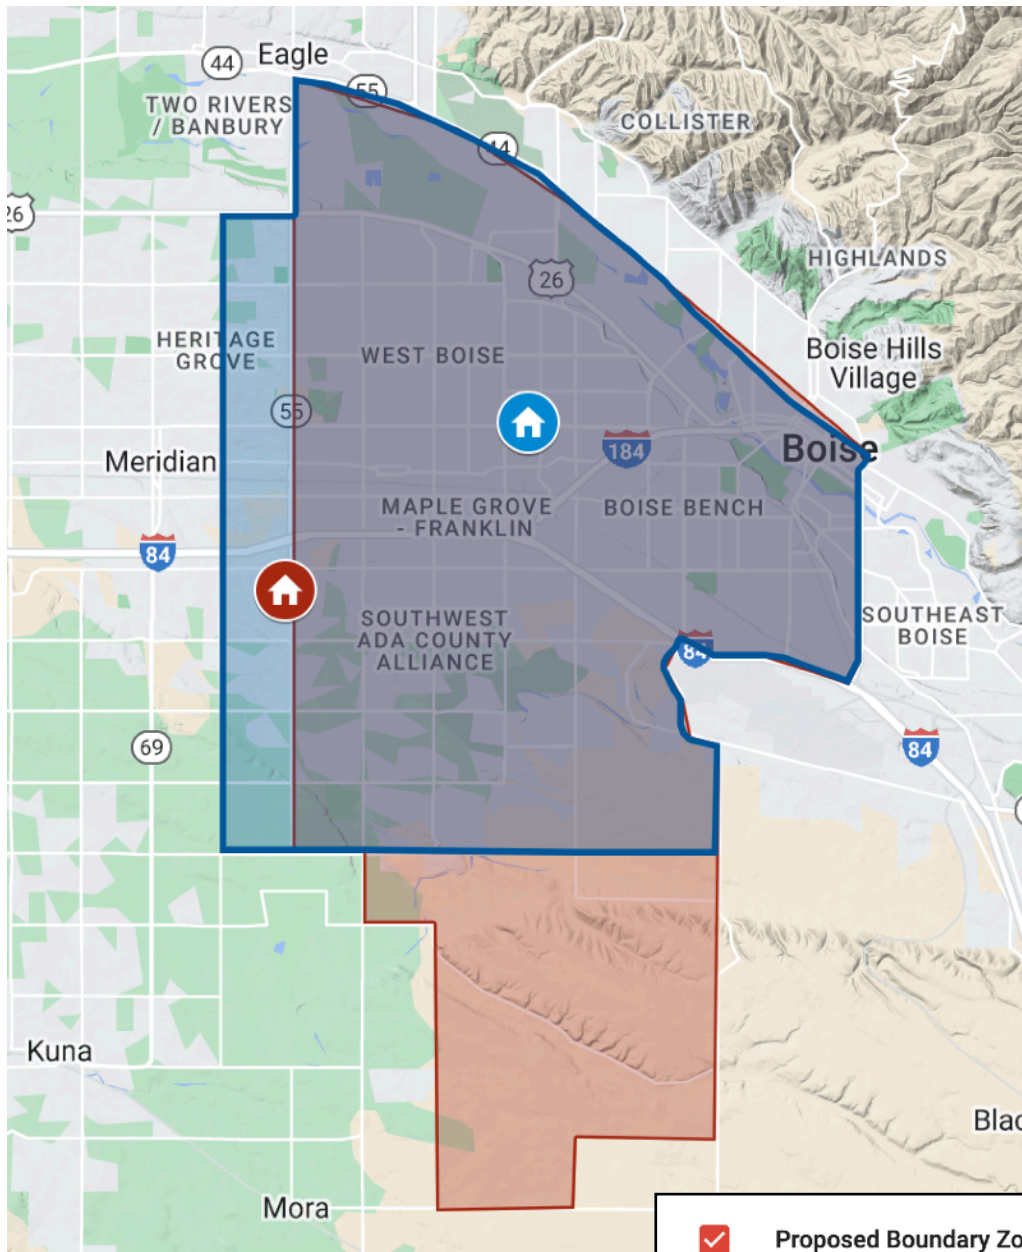 Eagle
44
55
TWO RIVERS
/ BANBURY
COLLISTER
44
26
HIGHLANDS
26
HERITAGE
GROVE
WEST BOISE
Boise Hills
Village
55
Meridian
184
Boise
MAPLE GROVE
- FRANKLIN
BOISE BENCH
84
SOUTHWEST
ADA COUNTY
ALLIANCE
SOUTHEAST
BOISE
84
69
84
Kuna
Blac
Mora
Proposed Boundary Zo